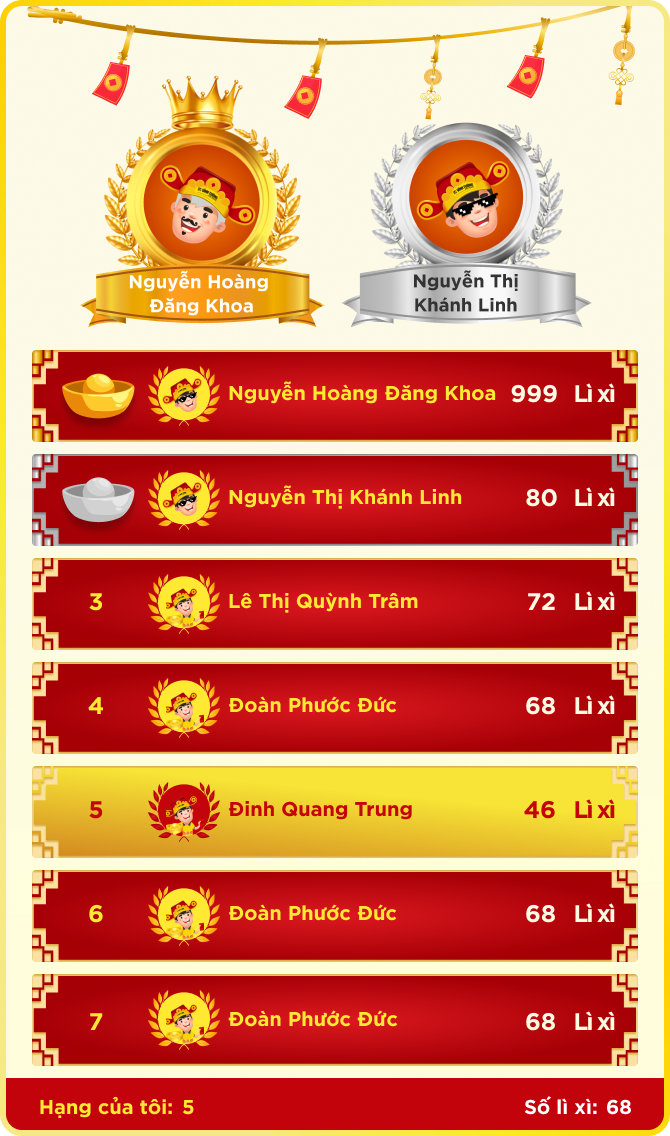 Nguyễn Hoàng
Đăng Khoa
Nguyễn Thị
Khánh Linh
Nguyễn Hoàng Đăng Khoa 999 Lì xì
Nguyễn Thị Khánh Linh 80 Lì xì
3 Lê Thị Quỳnh Trâm 72 Lì xì
4 Đoàn Phước Đức 68 Lì xì
5 Đinh Quang Trung 46 Lì xì
6 Đoàn Phước Đức 68 Lì xì
7 Đoàn Phước Đức 68 Lì xì
Hạng của tôi: 5 Số lì xì: 68